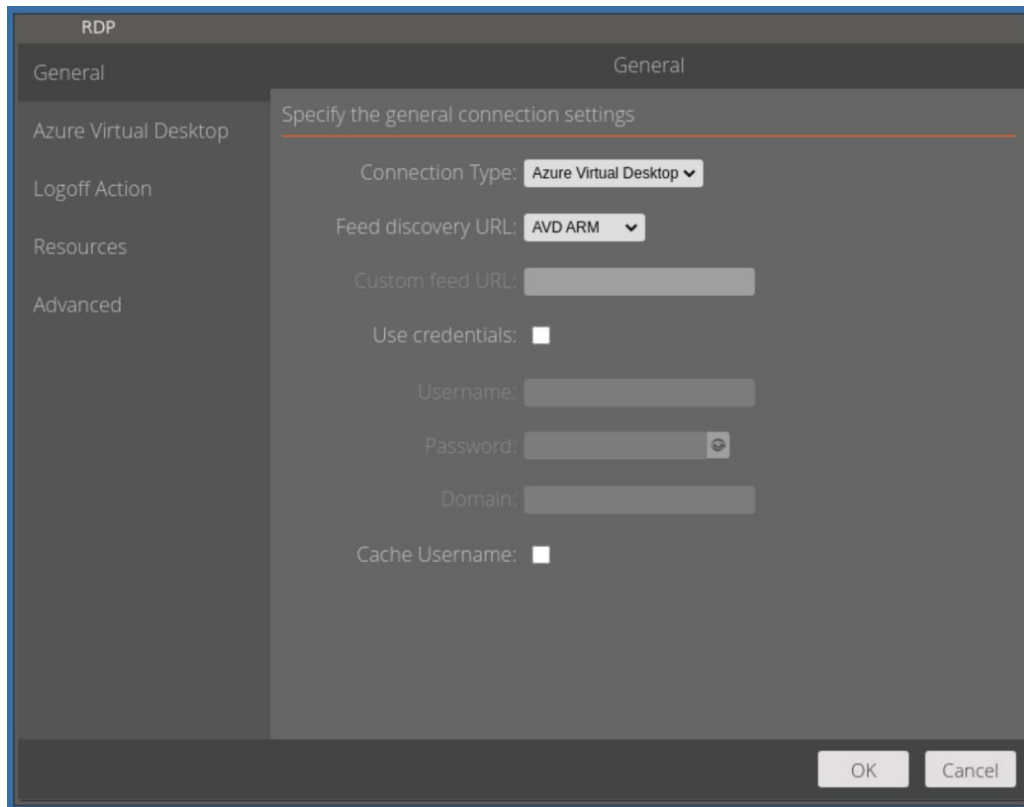 RDP
General
Azure Virtual Desktop
Logoff Action
Resources
Advanced
General
Specify the general connection settings
Connection Type: Azure Virtual Desktop
Feed discovery URL: AVD ARM
Custom feed URL:
Use credentials:
Username:
Password:
Domain:
Cache Username:
OK Cancel